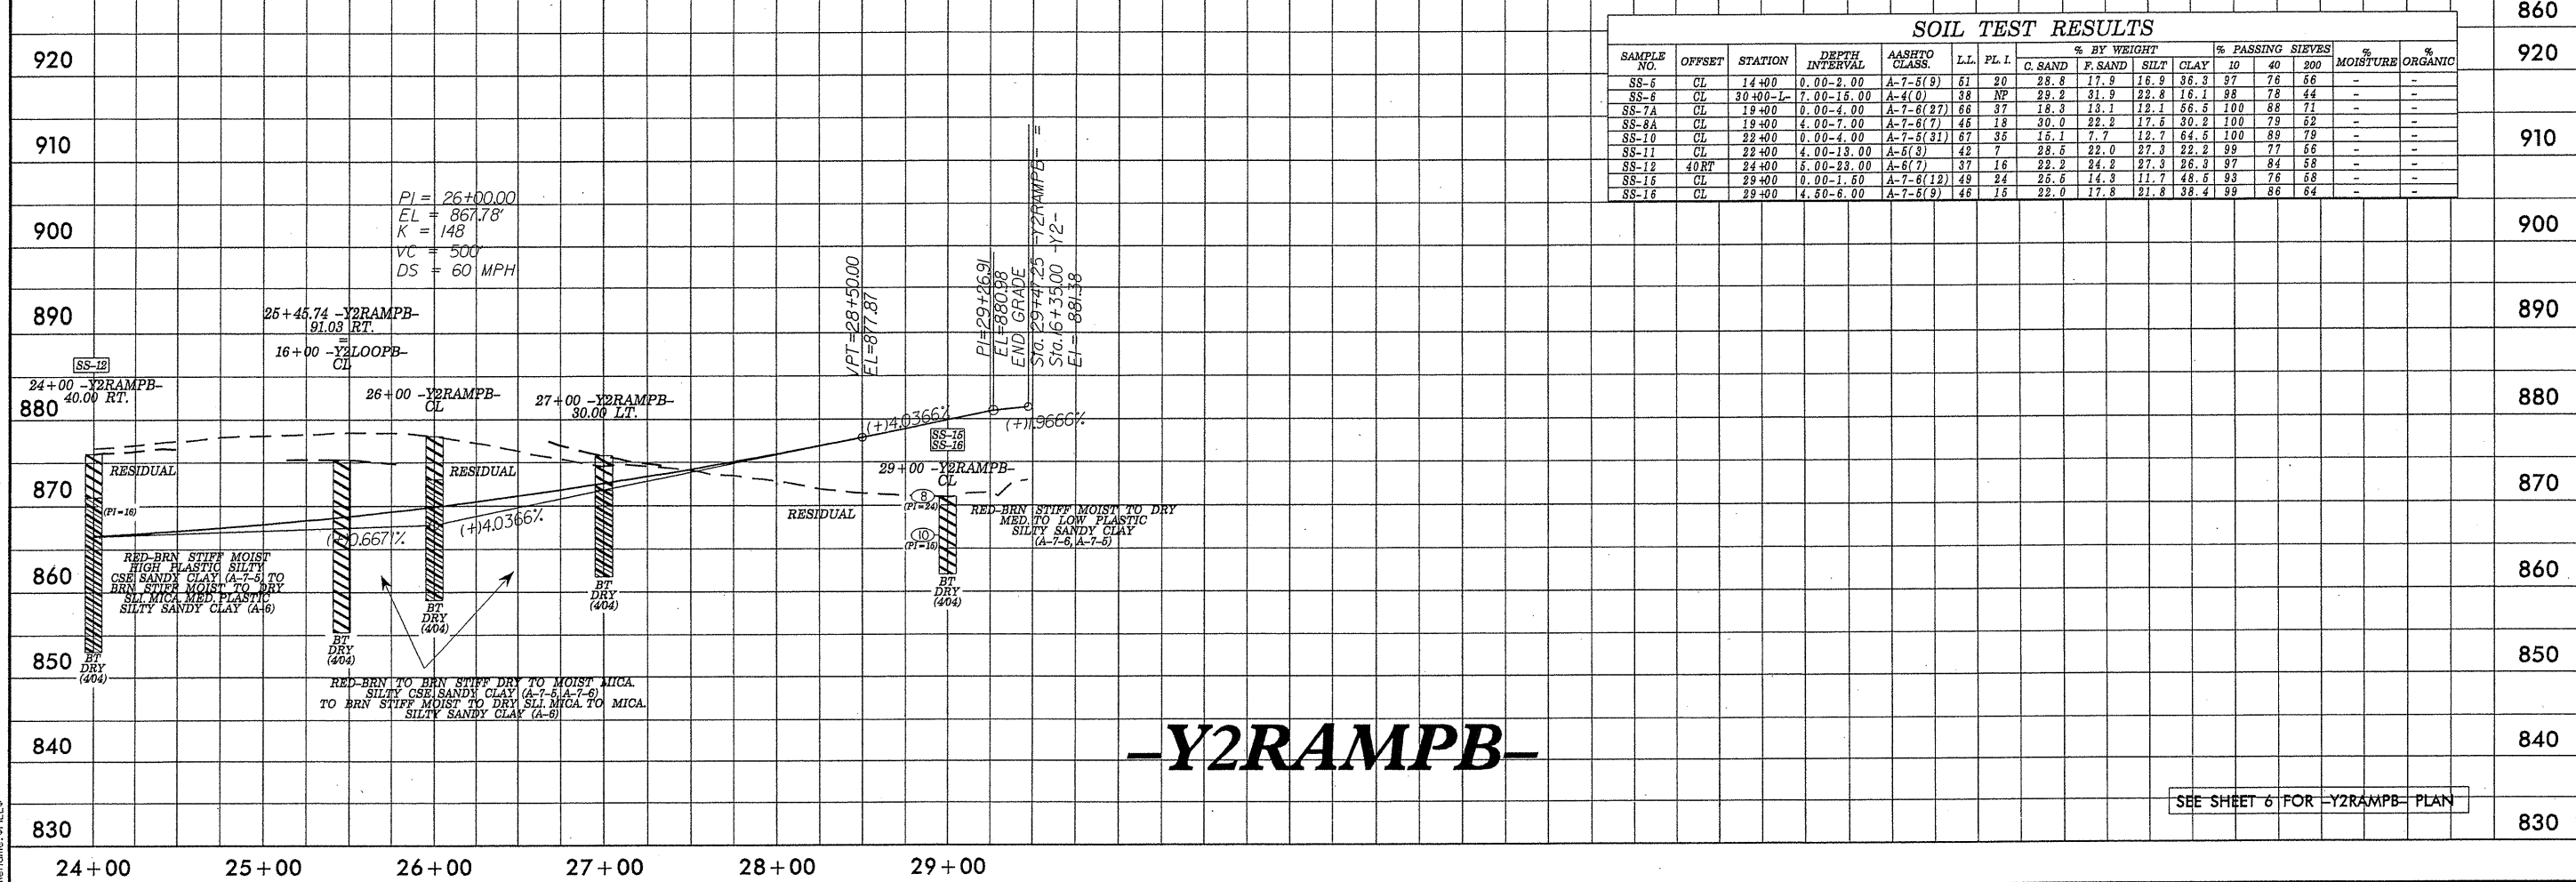 860
860
SOIL TEST RESULTS
SAMPLE NO. OFFSET STATION DEPTH INTERVAL AASHTO CLASS. L.L. PL. I. % BY WEIGHT % PASSING SIEVES % MOISTURE % ORGANIC
C. SAND F. SAND SILT CLAY 10 40 200
SS-5 CL 14+00 0.00-2.00 A-7-5(9) 51 20 28.8 17.9 16.9 36.3 97 76 56 - -
SS-6 CL 30+00-L- 7.00-15.00 A-4(0) 38 NP 29.2 31.9 22.8 16.1 98 78 44 - -
SS-7A CL 19+00 0.00-4.00 A-7-6(27) 66 37 18.3 13.1 12.1 56.5 100 88 71 - -
SS-8A CL 19+00 4.00-7.00 A-7-6(7) 45 18 30.0 22.2 17.5 30.2 100 79 52 - -
SS-10 CL 22+00 0.00-4.00 A-7-5(31) 67 35 15.1 7.7 12.7 64.5 100 89 79 - -
SS-11 CL 22+00 4.00-13.00 A-5(3) 42 7 28.5 22.0 27.3 22.2 99 77 56 - -
SS-12 40RT 24+00 5.00-23.00 A-6(7) 37 16 22.2 24.2 27.3 26.3 97 84 58 - -
SS-15 CL 29+00 0.00-1.50 A-7-6(12) 49 24 25.5 14.3 11.7 48.5 93 76 58 - -
SS-16 CL 29+00 4.50-6.00 A-7-5(9) 46 15 22.0 17.8 21.8 38.4 99 86 64 - -
920
920
910
910
900
900
890
890
880
880
870
870
860
860
850
850
840
840
830
830
PI = 26+00.00
EL = 867.78'
K = 148
VC = 500'
DS = 60 MPH
25+45.74 -Y2RAMPB-
91.03 RT.
=
16+00 -Y2LOOPB-
CL
SS-12
24+00 -Y2RAMPB-
40.00 RT.
26+00 -Y2RAMPB-
CL
27+00 -Y2RAMPB-
30.00 LT.
VPT=28+50.00
EL=877.87
PI=29+26.91
EL=880.98
END GRADE
Sta. 29+47.25 -Y2RAMPB- =
Sta. 16+35.00 -Y2-
El = 881.38
(+)4.0366%
(+)1.9666%
SS-15
SS-16
29+00 -Y2RAMPB-
CL
RESIDUAL
RESIDUAL
RESIDUAL
(PI=16)
8
(PI=24)
10
(PI=15)
(+)0.6671%
(+)4.0366%
RED-BRN STIFF MOIST TO DRY
MED. TO LOW PLASTIC
SILTY SANDY CLAY
(A-7-6, A-7-5)
RED-BRN STIFF MOIST
HIGH PLASTIC SILTY
CSE SANDY CLAY (A-7-5) TO
BRN STIFF MOIST TO DRY
SLI. MICA. MED. PLASTIC
SILTY SANDY CLAY (A-6)
BT
DRY
(4/04)
BT
DRY
(4/04)
BT
DRY
(4/04)
BT
DRY
(4/04)
BT
DRY
(4/04)
RED-BRN TO BRN STIFF DRY TO MOIST MICA.
SILTY CSE. SANDY CLAY (A-7-5, A-7-6)
TO BRN STIFF MOIST TO DRY SLI. MICA. TO MICA.
SILTY SANDY CLAY (A-6)
-Y2RAMPB-
SEE SHEET 6 FOR -Y2RAMPB- PLAN
24+00 25+00 26+00 27+00 28+00 29+00